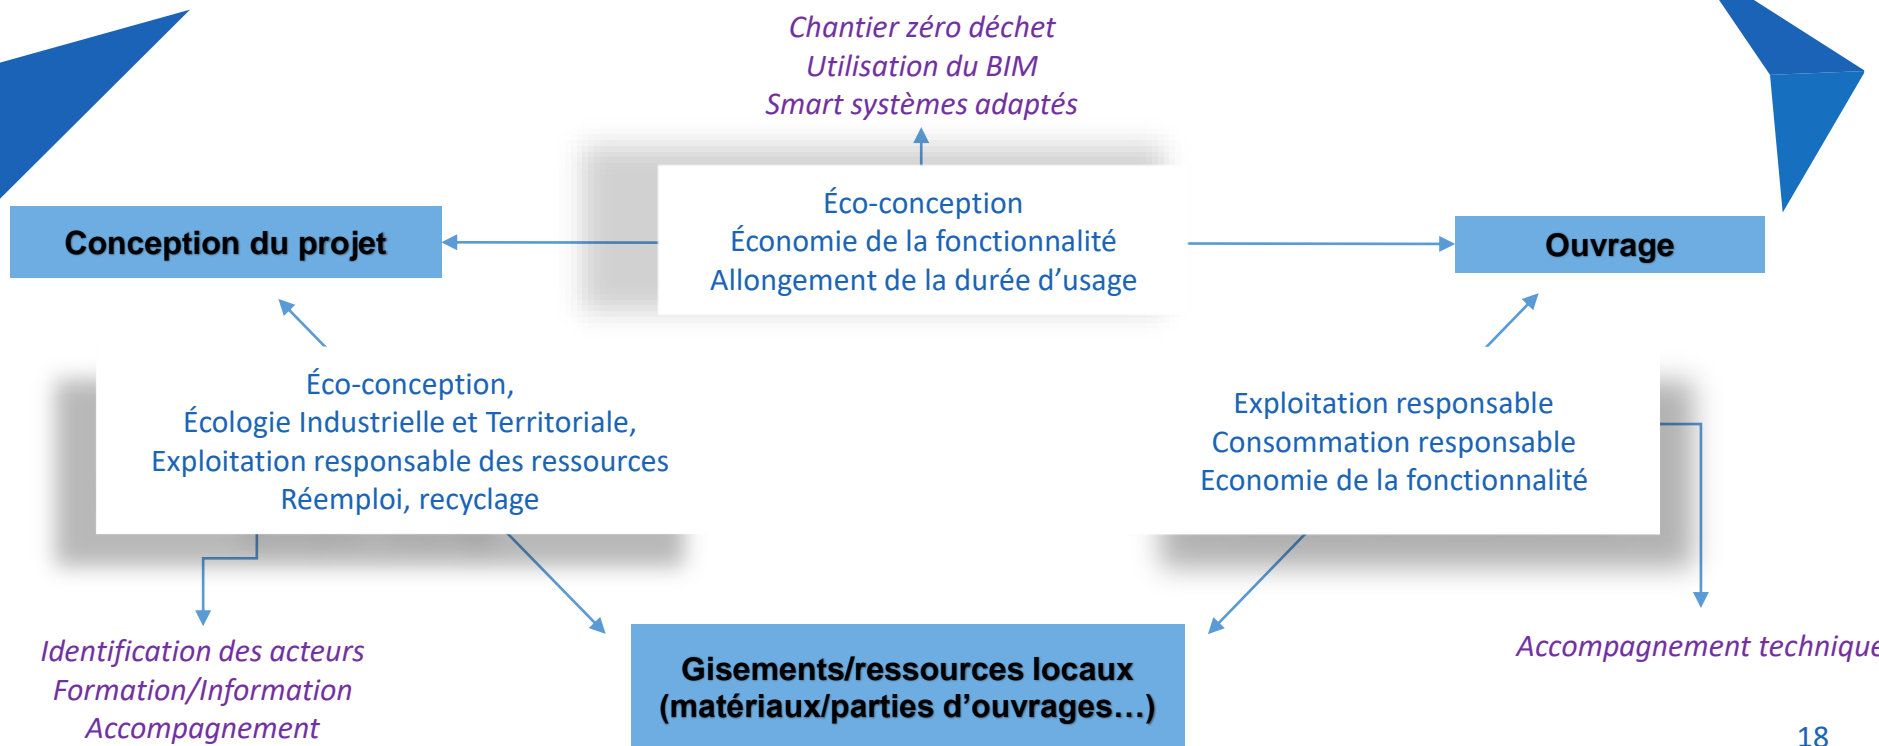 Chantier zéro déchet
Utilisation du BIM
Smart systèmes adaptés
Conception du projet
Éco-conception
Économie de la fonctionnalité
Allongement de la durée d’usage
Ouvrage
Éco-conception,
Écologie Industrielle et Territoriale,
Exploitation responsable des ressources
Réemploi, recyclage
Exploitation responsable
Consommation responsable
Economie de la fonctionnalité
Identification des acteurs
Formation/Information
Accompagnement
Gisements/ressources locaux
(matériaux/parties d’ouvrages…)
Accompagnement technique
18